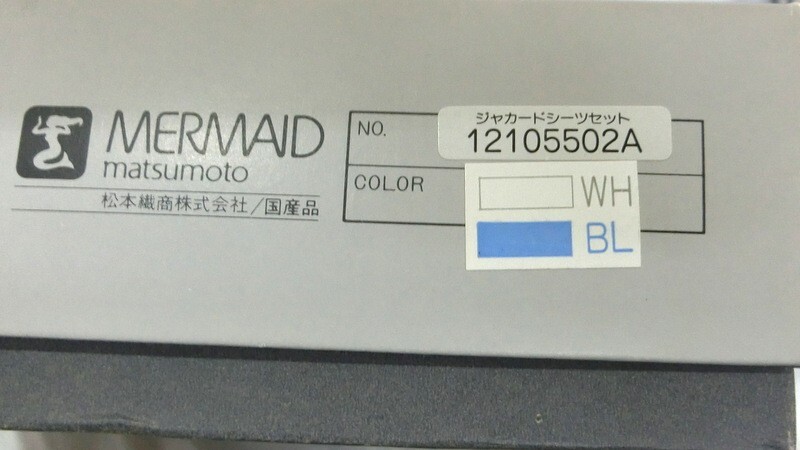 MERMAID
matsumoto
松本繊商株式会社/国産品
NO.
ジャカードシーツセット
12105502A
COLOR
WH
BL